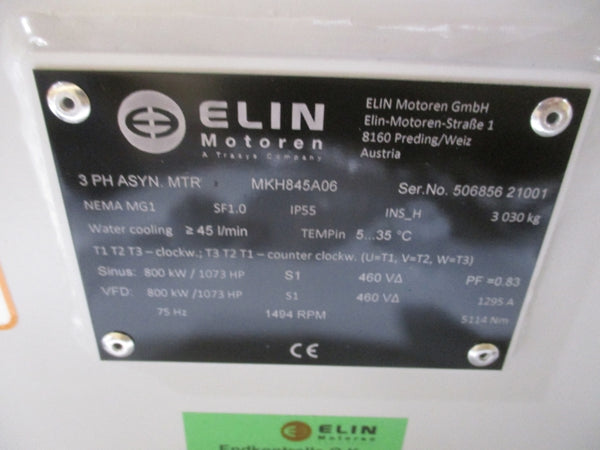 ELIN
Motoren
A Trasys Company
ELIN Motoren GmbH
Elin-Motoren-Straße 1
8160 Preding/Weiz
Austria
3 PH ASYN. MTR MKH845A06 Ser.No. 506856 21001
NEMA MG1 SF1.0 IP55 INS_H 3 030 kg
Water cooling ≥ 45 l/min TEMPin 5...35 °C
T1 T2 T3 – clockw.; T3 T2 T1 – counter clockw. (U=T1, V=T2, W=T3)
Sinus: 800 kW / 1073 HP S1 460 V∆ PF =0.83
VFD: 800 kW /1073 HP S1 460 V∆ 1295 A
75 Hz 1494 RPM 5114 Nm
CE
ELIN
Motoren
Endkontrolle